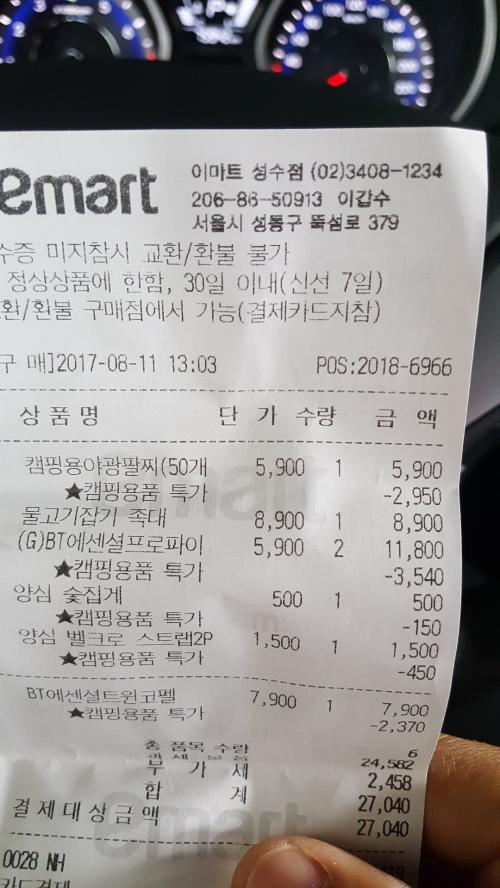 emart
이마트 성수점 (02)3408-1234
206-86-50913 이갑수
서울시 성동구 뚝섬로 379
수증 미지참시 교환/환불 불가
정상상품에 한함, 30일 이내(신선 7일)
환/환불 구매점에서 가능(결제카드지참)
구 매]2017-08-11 13:03 POS:2018-6966
상 품 명 단 가 수량 금 액
캠핑용야광팔찌(50개 5,900 1 5,900
★캠핑용품 특가 -2,950
물고기잡기 족대 8,900 1 8,900
(G)BT에센셜프로파이 5,900 2 11,800
★캠핑용품 특가 -3,540
양심 숯집게 500 1 500
★캠핑용품 특가 -150
양심 벨크로 스트랩2P 1,500 1 1,500
★캠핑용품 특가 -450
BT에센셜트윈코펠 7,900 1 7,900
★캠핑용품 특가 -2,370
총 품목 수량 6
24,582
부 가 세 2,458
합 계 27,040
결제대상금액 27,040
0028 NH
카드결제